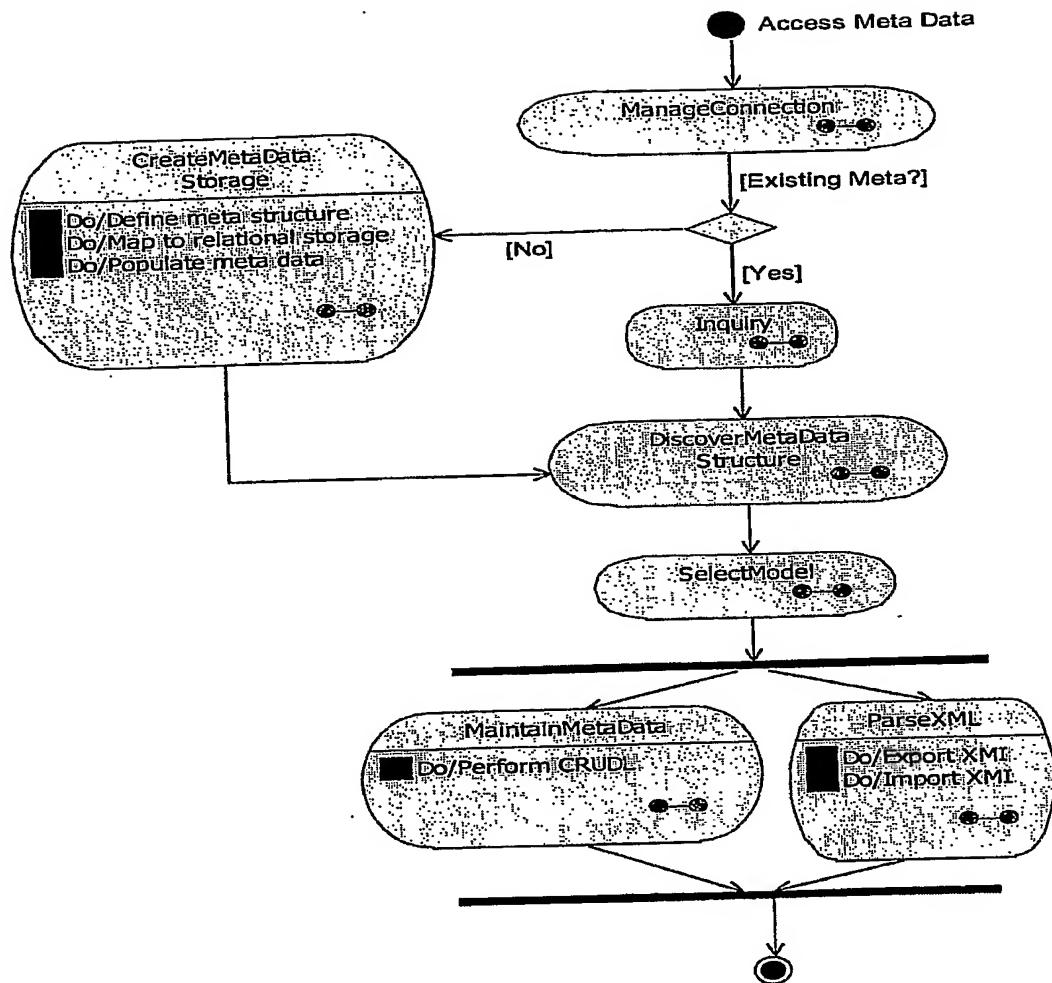 Access Meta Data
ManageConnection
[Existing Meta?]
CreateMetaData
Storage
Do/Define meta structure
Do/Map to relational storage
Do/Populate meta data
[No]
[Yes]
Inquiry
DiscoverMetaData
Structure
SelectModel
MaintainMetaData
Do/Perform CRUDL
ParseXML
Do/Export XMI
Do/Import XMI